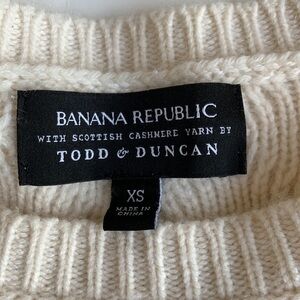 BANANA REPUBLIC
WITH SCOTTISH CASHMERE YARN BY
TODD & DUNCAN
XS
MADE IN
CHINA